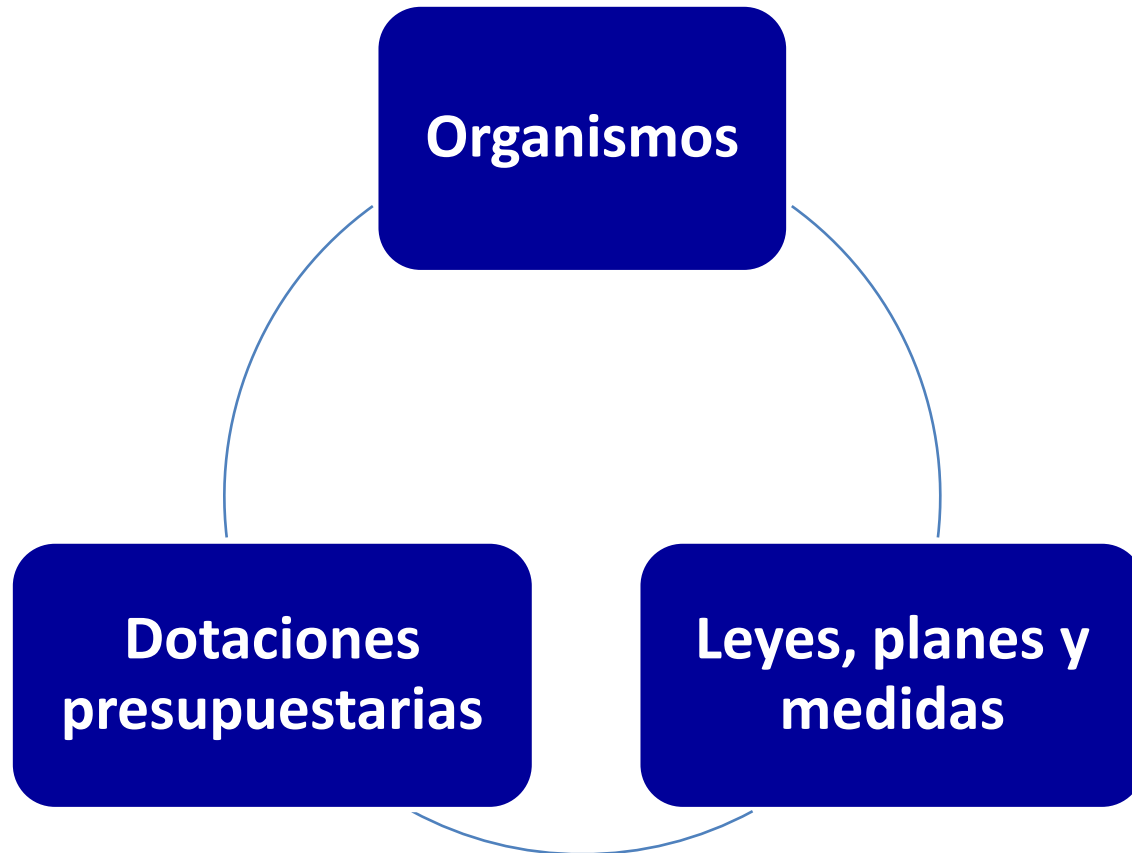 Organismos
Dotaciones
presupuestarias
Leyes, planes y
medidas